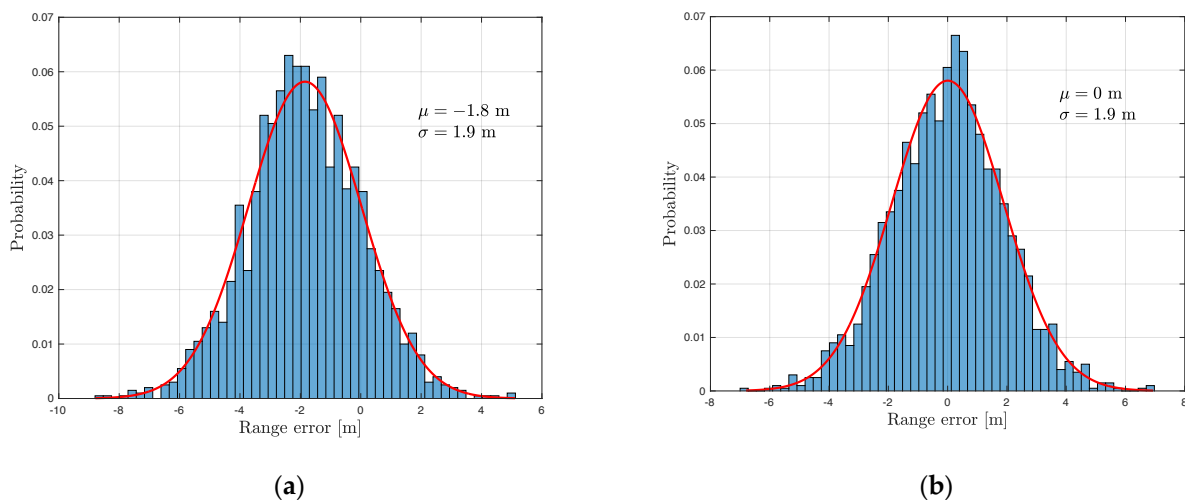 0.07
0.06
0.05
0.04
0.03
0.02
0.01
0
Probability
μ = −1.8 m
σ = 1.9 m
-10 -8 -6 -4 -2 0 2 4 6
Range error [m]
(a)
0.07
0.06
0.05
0.04
0.03
0.02
0.01
0
Probability
μ = 0 m
σ = 1.9 m
-8 -6 -4 -2 0 2 4 6 8
Range error [m]
(b)